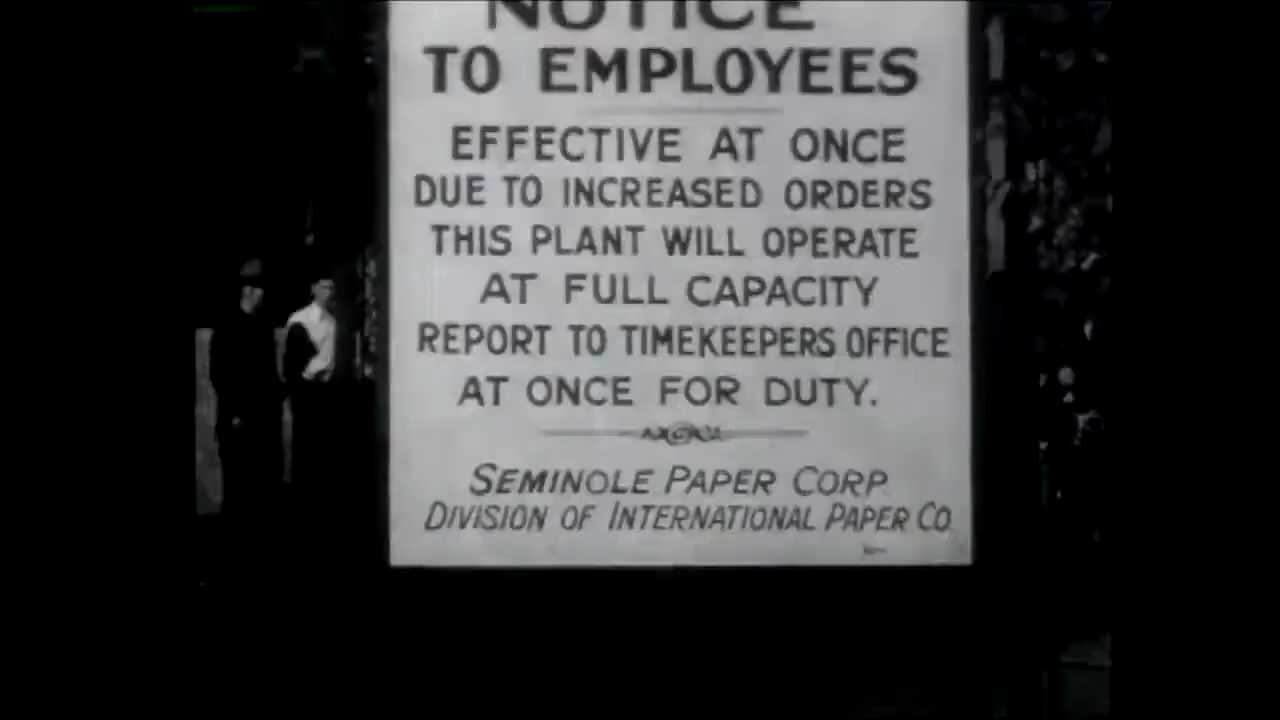 NOTICE
TO EMPLOYEES
EFFECTIVE AT ONCE
DUE TO INCREASED ORDERS
THIS PLANT WILL OPERATE
AT FULL CAPACITY
REPORT TO TIMEKEEPERS OFFICE
AT ONCE FOR DUTY.
SEMINOLE PAPER CORP.
DIVISION OF INTERNATIONAL PAPER CO.